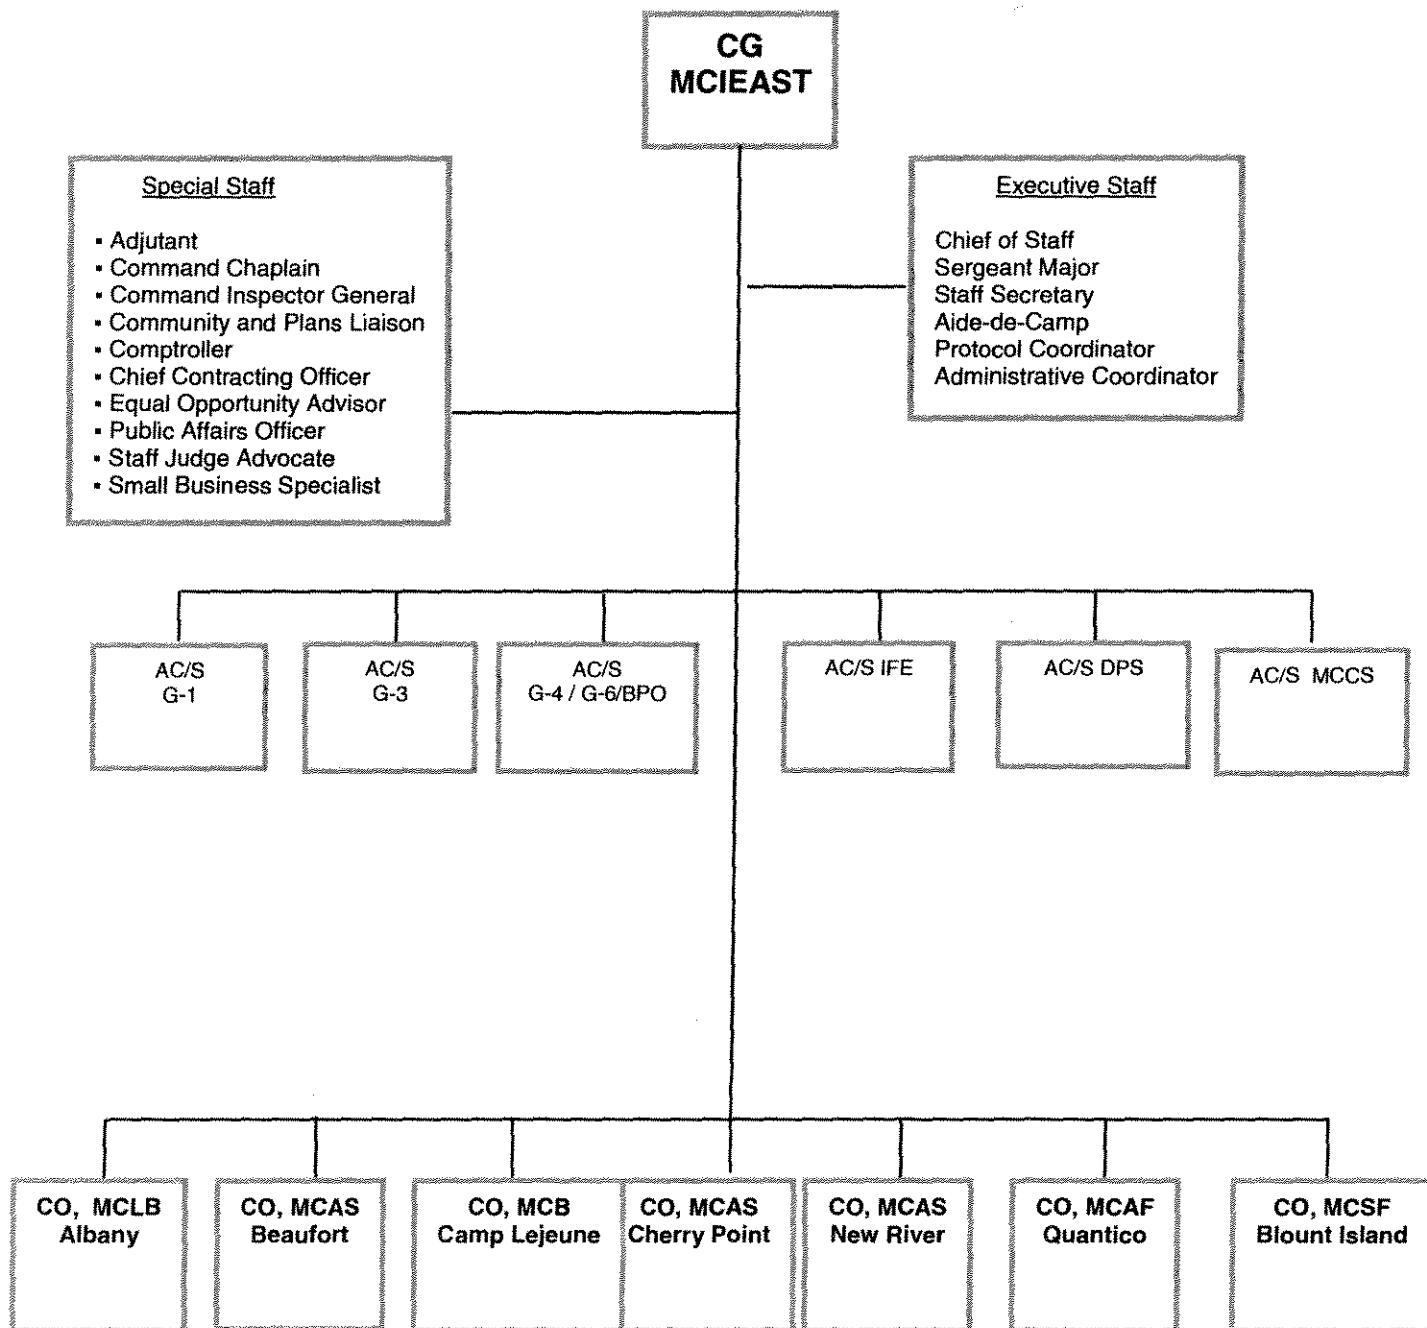 CG
MCIEAST
Special Staff
▪ Adjutant
▪ Command Chaplain
▪ Command Inspector General
▪ Community and Plans Liaison
▪ Comptroller
▪ Chief Contracting Officer
▪ Equal Opportunity Advisor
▪ Public Affairs Officer
▪ Staff Judge Advocate
▪ Small Business Specialist
Executive Staff
Chief of Staff
Sergeant Major
Staff Secretary
Aide-de-Camp
Protocol Coordinator
Administrative Coordinator
AC/S
G-1
AC/S
G-3
AC/S
G-4 / G-6/BPO
AC/S IFE
AC/S DPS
AC/S MCCS
CO, MCLB
Albany
CO, MCAS
Beaufort
CO, MCB
Camp Lejeune
CO, MCAS
Cherry Point
CO, MCAS
New River
CO, MCAF
Quantico
CO, MCSF
Blount Island